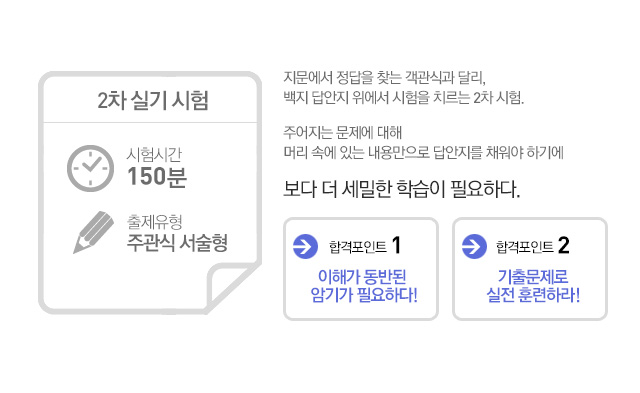 2차 실기 시험
시험시간
150분
출제유형
주관식 서술형
지문에서 정답을 찾는 객관식과 달리,
백지 답안지 위에서 시험을 치르는 2차 시험.
주어지는 문제에 대해
머리 속에 있는 내용만으로 답안지를 채워야 하기에
보다 더 세밀한 학습이 필요하다.
합격포인트 1
이해가 동반된
암기가 필요하다!
합격포인트 2
기출문제로
실전 훈련하라!